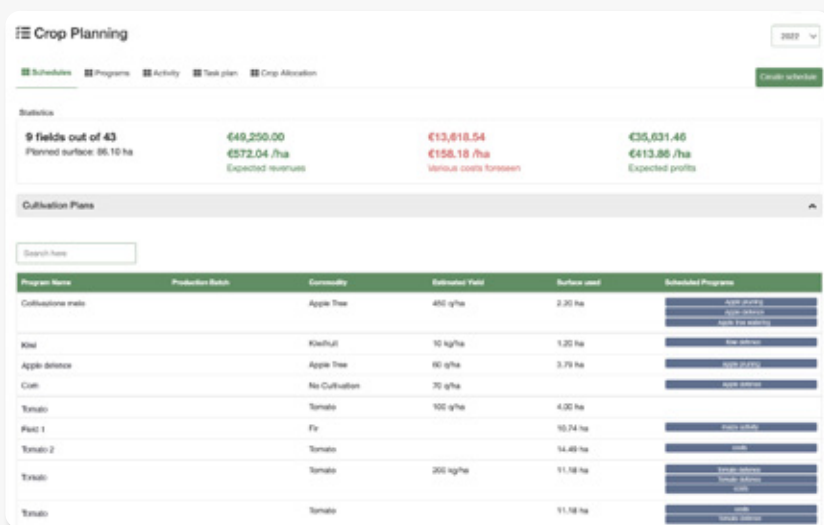 Crop Planning
2022
Schedules Programs Activity Task plan Crop Allocation
Create schedule
Statistics
9 fields out of 43
Planned surface: 86.10 ha
€49,250.00
€572.04 /ha
Expected revenues
€13,618.54
€158.18 /ha
Various costs foreseen
€35,631.46
€413.86 /ha
Expected profits
Cultivation Plans
Search here
Program Name Production Batch Commodity Estimated Yield Surface used Scheduled Programs
Coltivazione melo Apple Tree 450 q/ha 2.20 ha Apple pruning
Apple defence
Apple tree watering
Kiwi Kiwifruit 10 kg/ha 1.20 ha Kiwi defence
Apple defence Apple Tree 60 q/ha 3.79 ha Apple pruning
No Cultivation 70 q/ha Apple defence
Tomato Tomato 100 q/ha 4.00 ha
Field 1 Fir 10.74 ha
Tomato 2 Tomato 14.49 ha costs
Tomato Tomato 200 kg/ha 11.18 ha Tomato defence
Tomato defence
costs
Tomato Tomato 11.18 ha costs
tomato defence